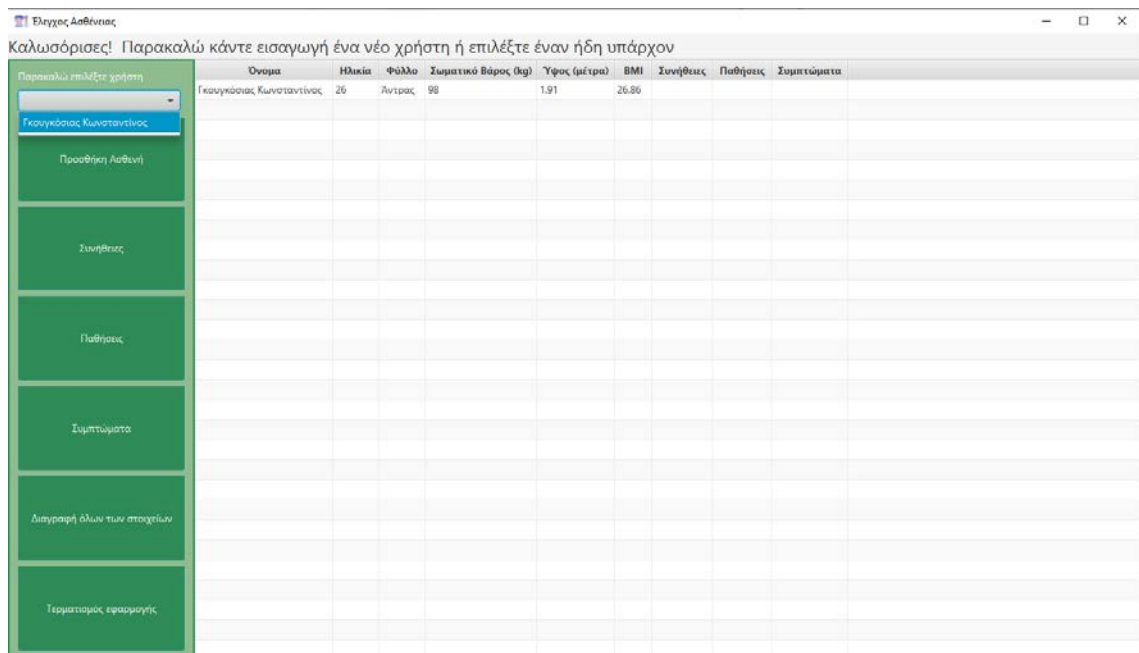 Έλεγχος Ασθένειας
Καλωσόρισες! Παρακαλώ κάντε εισαγωγή ένα νέο χρήστη ή επιλέξτε έναν ήδη υπάρχον
Παρακαλώ επιλέξτε χρήστη
Γκουγκόσιας Κωνσταντίνος
Προσθήκη Ασθενή
Συνήθειες
Παθήσεις
Συμπτώματα
Διαγραφή όλων των στοιχείων
Τερματισμός εφαρμογής
Όνομα Ηλικία Φύλλο Σωματικό Βάρος (kg) Ύψος (μέτρα) BMI Συνήθειες Παθήσεις Συμπτώματα
Γκουγκόσιας Κωνσταντίνος 26 Άντρας 98 1.91 26.86